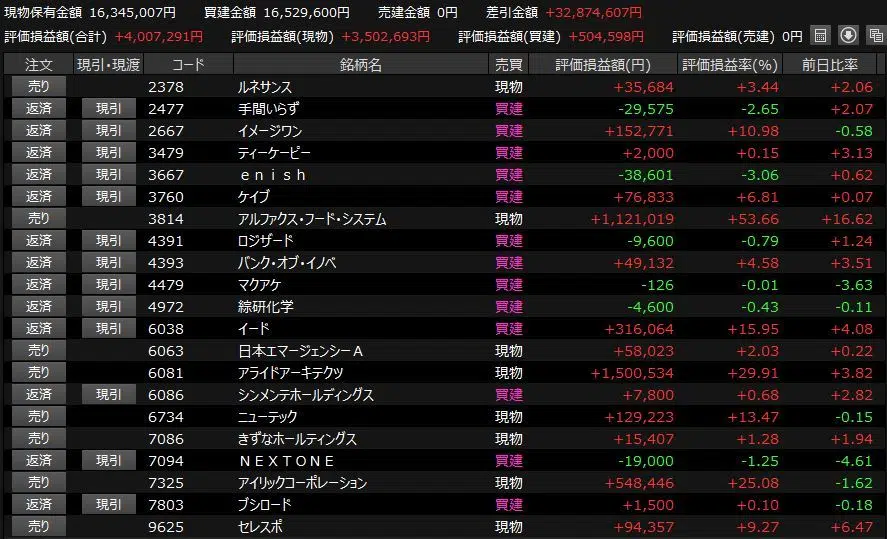 現物保有金額 16,345,007円 買建金額 16,529,600円 売建金額 0円 差引金額 +32,874,607円
評価損益額(合計) +4,007,291円 評価損益額(現物) +3,502,693円 評価損益額(買建) +504,598円 評価損益額(売建) 0円
注文 現引・現渡 コード 銘柄名 売買 評価損益額(円) 評価損益率(%) 前日比率
売り 2378 ルネサンス 現物 +35,684 +3.44 +2.06
返済 現引 2477 手間いらず 買建 -29,575 -2.65 +2.07
返済 現引 2667 イメージワン 買建 +152,771 +10.98 -0.58
返済 現引 3479 ティーケーピー 買建 +2,000 +0.15 +3.13
返済 現引 3667 ｅｎｉｓｈ 買建 -38,601 -3.06 +0.62
返済 現引 3760 ケイブ 買建 +76,833 +6.81 +0.07
売り 3814 アルファクス・フード・システム 現物 +1,121,019 +53.66 +16.62
返済 現引 4391 ロジザード 買建 -9,600 -0.79 +1.24
返済 現引 4393 バンク・オブ・イノベ 買建 +49,132 +4.58 +3.51
返済 現引 4479 マクアケ 買建 -126 -0.01 -3.63
返済 現引 4972 綜研化学 買建 -4,600 -0.43 -0.11
返済 現引 6038 イード 買建 +316,064 +15.95 +4.08
売り 6063 日本エマージェンシーＡ 現物 +58,023 +2.03 +0.22
売り 6081 アライドアーキテクツ 現物 +1,500,534 +29.91 +3.82
返済 現引 6086 シンメンテホールディングス 買建 +7,800 +0.68 +2.82
売り 6734 ニューテック 現物 +129,223 +13.47 -0.15
売り 7086 きずなホールディングス 現物 +15,407 +1.28 +1.94
返済 現引 7094 ＮＥＸＴＯＮＥ 買建 -19,000 -1.25 -4.61
売り 7325 アイリックコーポレーション 現物 +548,446 +25.08 -1.62
返済 現引 7803 ブシロード 買建 +1,500 +0.10 -0.18
売り 9625 セレスポ 現物 +94,357 +9.27 +6.47